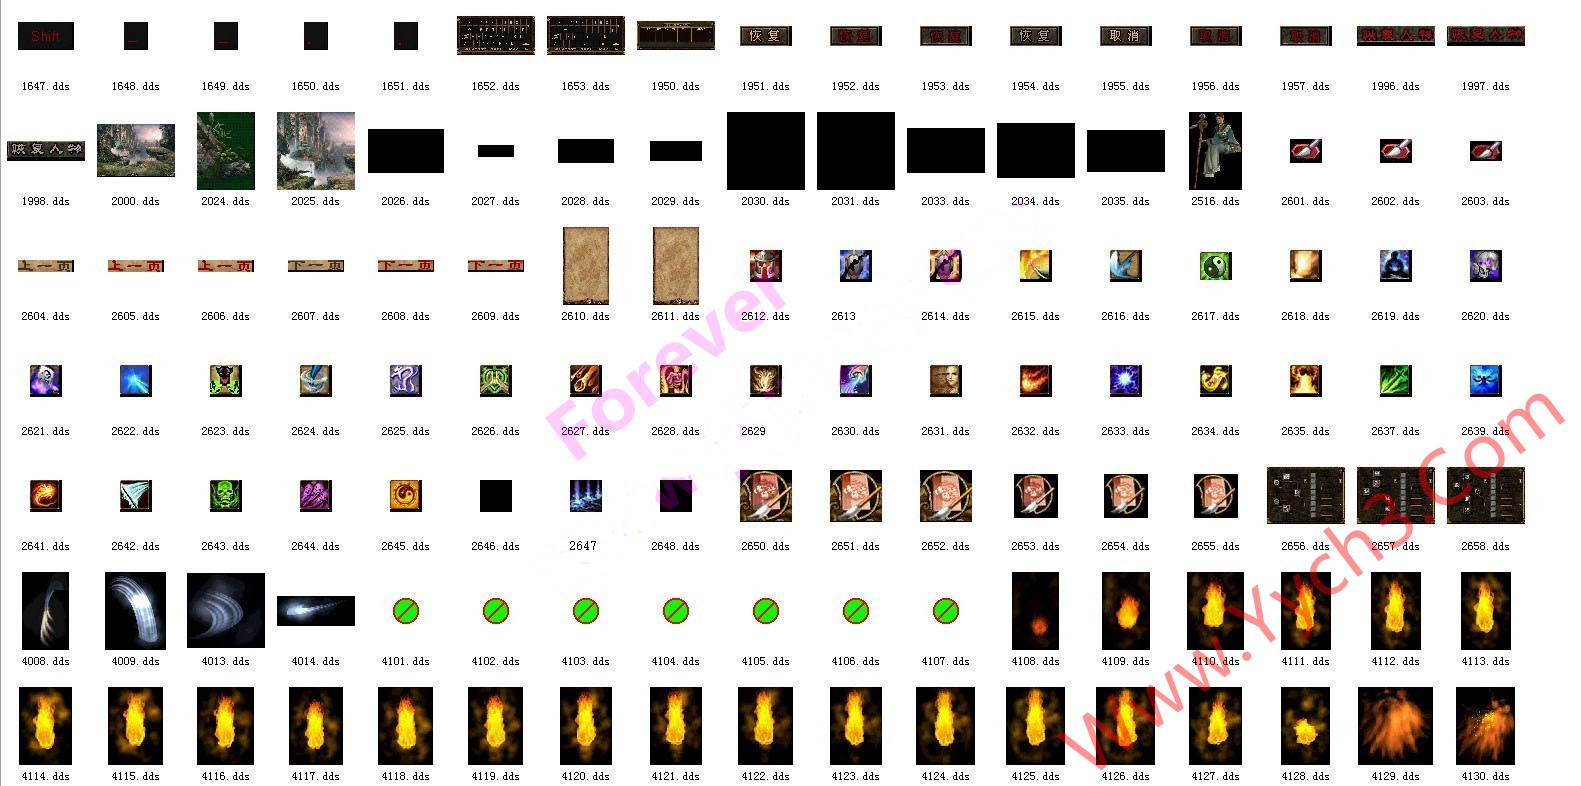 Shift
恢复 恢复 恢复 恢复 取消 取消 取消 恢复人物 恢复人物
1647.dds 1648.dds 1649.dds 1650.dds 1651.dds 1652.dds 1653.dds 1950.dds 1951.dds 1952.dds 1953.dds 1954.dds 1955.dds 1956.dds 1957.dds 1996.dds 1997.dds
恢复人物
1998.dds 2000.dds 2024.dds 2025.dds 2026.dds 2027.dds 2028.dds 2029.dds 2030.dds 2031.dds 2033.dds 2034.dds 2035.dds 2516.dds 2601.dds 2602.dds 2603.dds
上一页 上一页 上一页 下一页 下一页 下一页
2604.dds 2605.dds 2606.dds 2607.dds 2608.dds 2609.dds 2610.dds 2611.dds 2612.dds 2613 2614.dds 2615.dds 2616.dds 2617.dds 2618.dds 2619.dds 2620.dds
Forever
2621.dds 2622.dds 2623.dds 2624.dds 2625.dds 2626.dds 2627.dds 2628.dds 2629 2630.dds 2631.dds 2632.dds 2633.dds 2634.dds 2635.dds 2637.dds 2639.dds
2641.dds 2642.dds 2643.dds 2644.dds 2645.dds 2646.dds 2647 2648.dds 2650.dds 2651.dds 2652.dds 2653.dds 2654.dds 2655.dds 2656.dds 2657.dds 2658.dds
www.Yych3.Com
4008.dds 4009.dds 4013.dds 4014.dds 4101.dds 4102.dds 4103.dds 4104.dds 4105.dds 4106.dds 4107.dds 4108.dds 4109.dds 4110.dds 4111.dds 4112.dds 4113.dds
4114.dds 4115.dds 4116.dds 4117.dds 4118.dds 4119.dds 4120.dds 4121.dds 4122.dds 4123.dds 4124.dds 4125.dds 4126.dds 4127.dds 4128.dds 4129.dds 4130.dds